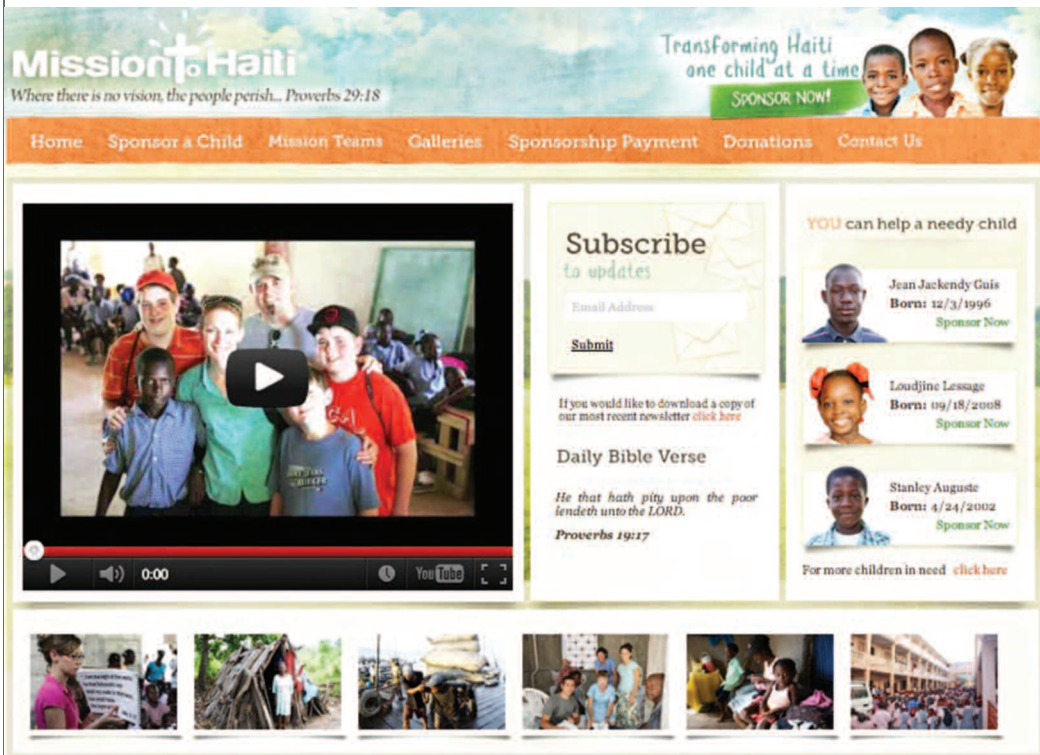 Mission to Haiti
Where there is no vision, the people perish... Proverbs 29:18
Transforming Haiti
one child at a time
SPONSOR NOW!
Home Sponsor a Child Mission Teams Galleries Sponsorship Payment Donations Contact Us
0:00
YouTube
Subscribe
to updates
Email Address
Submit
If you would like to download a copy of
our most recent newsletter click here
Daily Bible Verse
He that hath pity upon the poor
lendeth unto the LORD.
Proverbs 19:17
YOU can help a needy child
Jean Jackendy Guis
Born: 12/3/1996
Sponsor Now
Loudjine Lessage
Born: 09/18/2008
Sponsor Now
Stanley Auguste
Born: 4/24/2002
Sponsor Now
For more children in need click here